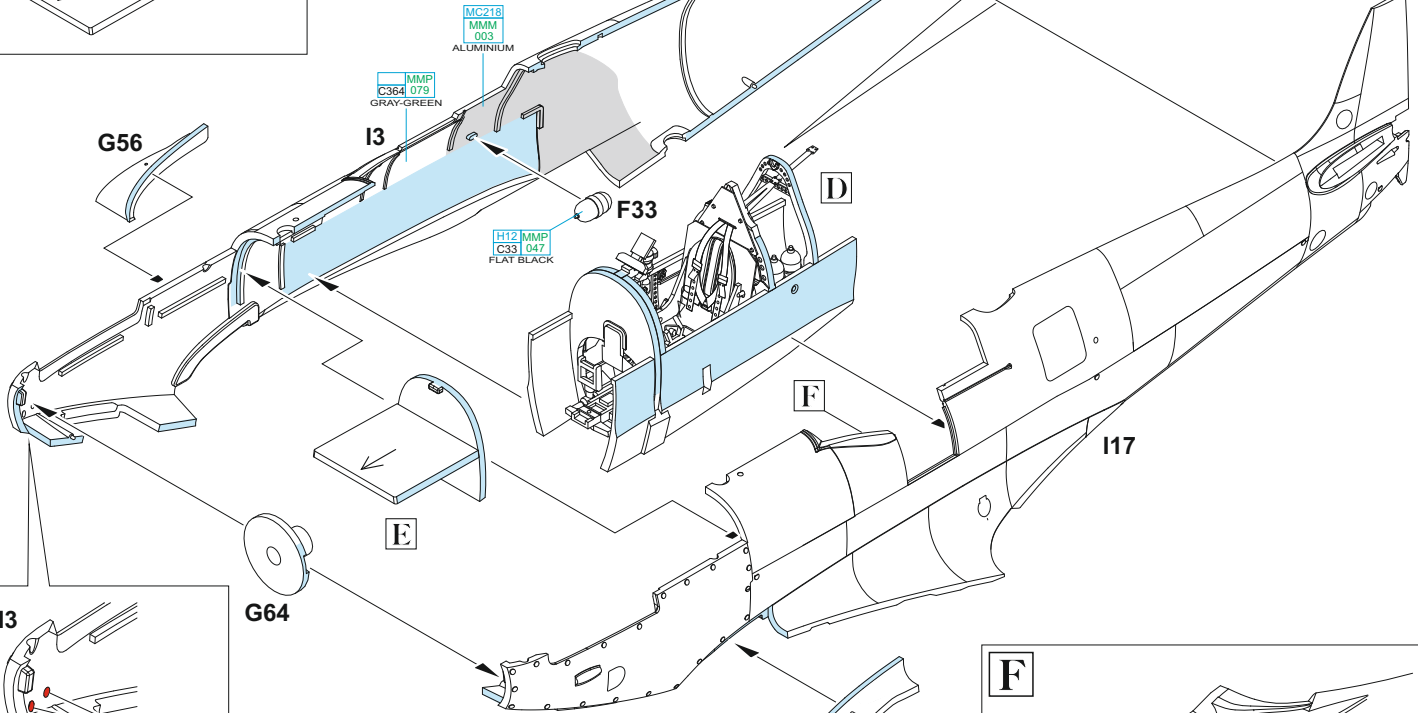 MC218
MMM
003
ALUMINIUM
MMP
C364 079
GRAY-GREEN
I3
G56
F33
H12 MMP
C33 047
FLAT BLACK
D
F
I17
E
G64
I3
F